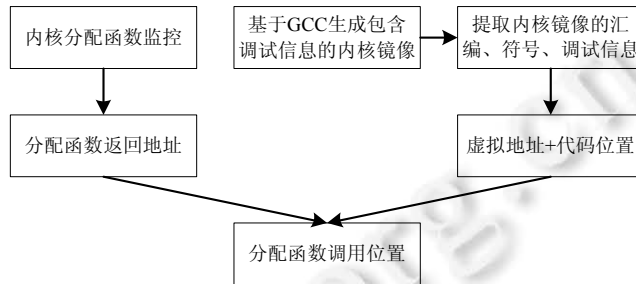 内核分配函数监控
基于GCC生成包含
调试信息的内核镜像
提取内核镜像的汇
编、符号、调试信息
分配函数返回地址
虚拟地址+代码位置
分配函数调用位置